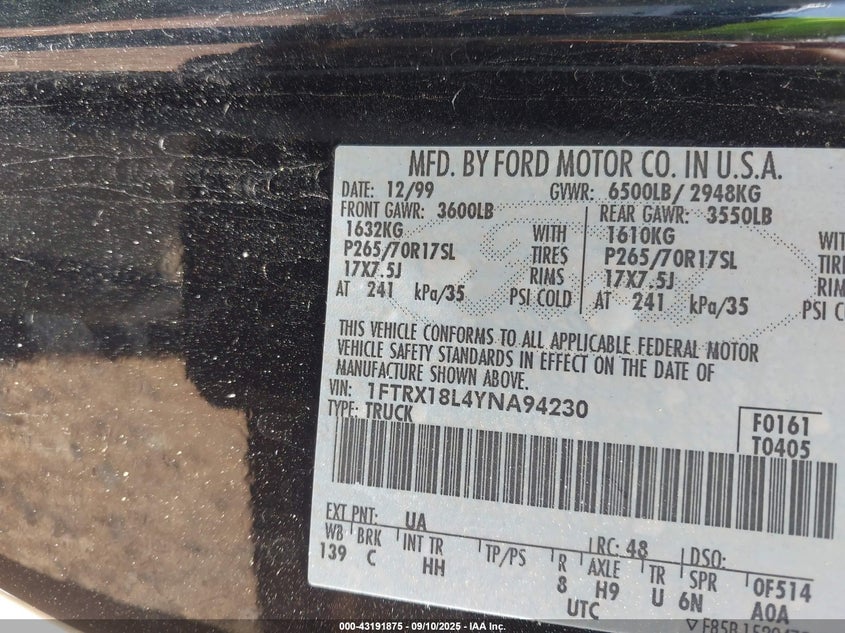 MFD. BY FORD MOTOR CO. IN U.S.A.
DATE: 12/99 GVWR: 6500LB/ 2948KG
FRONT GAWR: 3600LB REAR GAWR: 3550LB
1632KG WITH 1610KG WIT
P265/70R17SL TIRES P265/70R17SL TIRE
17X7.5J RIMS 17X7.5J RIM
AT 241 kPa/35 PSI COLD AT 241 kPa/35 PSI C
THIS VEHICLE CONFORMS TO ALL APPLICABLE FEDERAL MOTOR
VEHICLE SAFETY STANDARDS IN EFFECT ON THE DATE OF
MANUFACTURE SHOWN ABOVE.
VIN: 1FTRX18L4YNA94230
TYPE: TRUCK
F0161
T0405
EXT PNT: UA RC: 48 DSO:
WB BRK INT TR TP/PS R AXLE TR SPR 0F514
139 C HH 8 H9 U 6N A0A
UTC
00-43191875 - 09/10/2025 - IAA Inc.